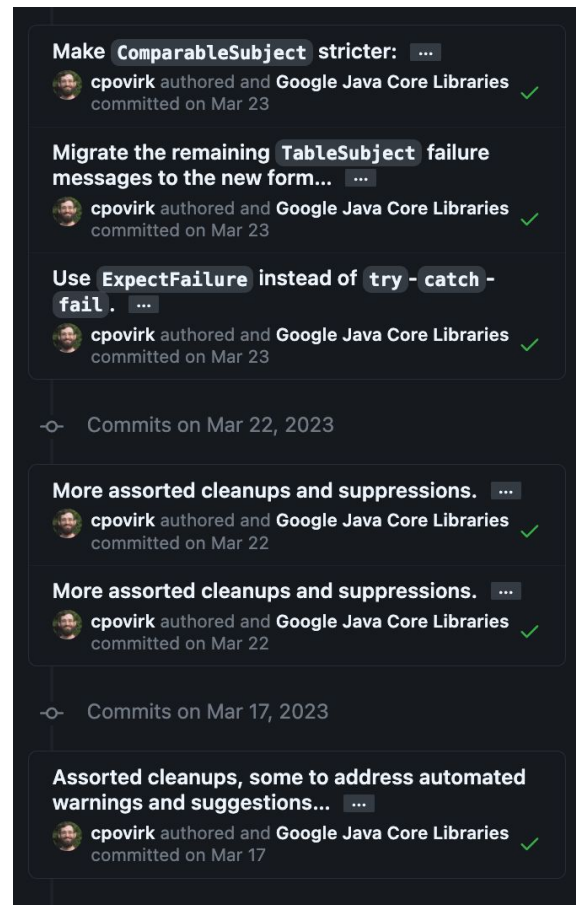 Make ComparableSubject stricter: ...
cpovirk authored and Google Java Core Libraries
committed on Mar 23
Migrate the remaining TableSubject failure
messages to the new form... ...
cpovirk authored and Google Java Core Libraries
committed on Mar 23
Use ExpectFailure instead of try-catch-
fail. ...
cpovirk authored and Google Java Core Libraries
committed on Mar 23
Commits on Mar 22, 2023
More assorted cleanups and suppressions. ...
cpovirk authored and Google Java Core Libraries
committed on Mar 22
More assorted cleanups and suppressions. ...
cpovirk authored and Google Java Core Libraries
committed on Mar 22
Commits on Mar 17, 2023
Assorted cleanups, some to address automated
warnings and suggestions... ...
cpovirk authored and Google Java Core Libraries
committed on Mar 17